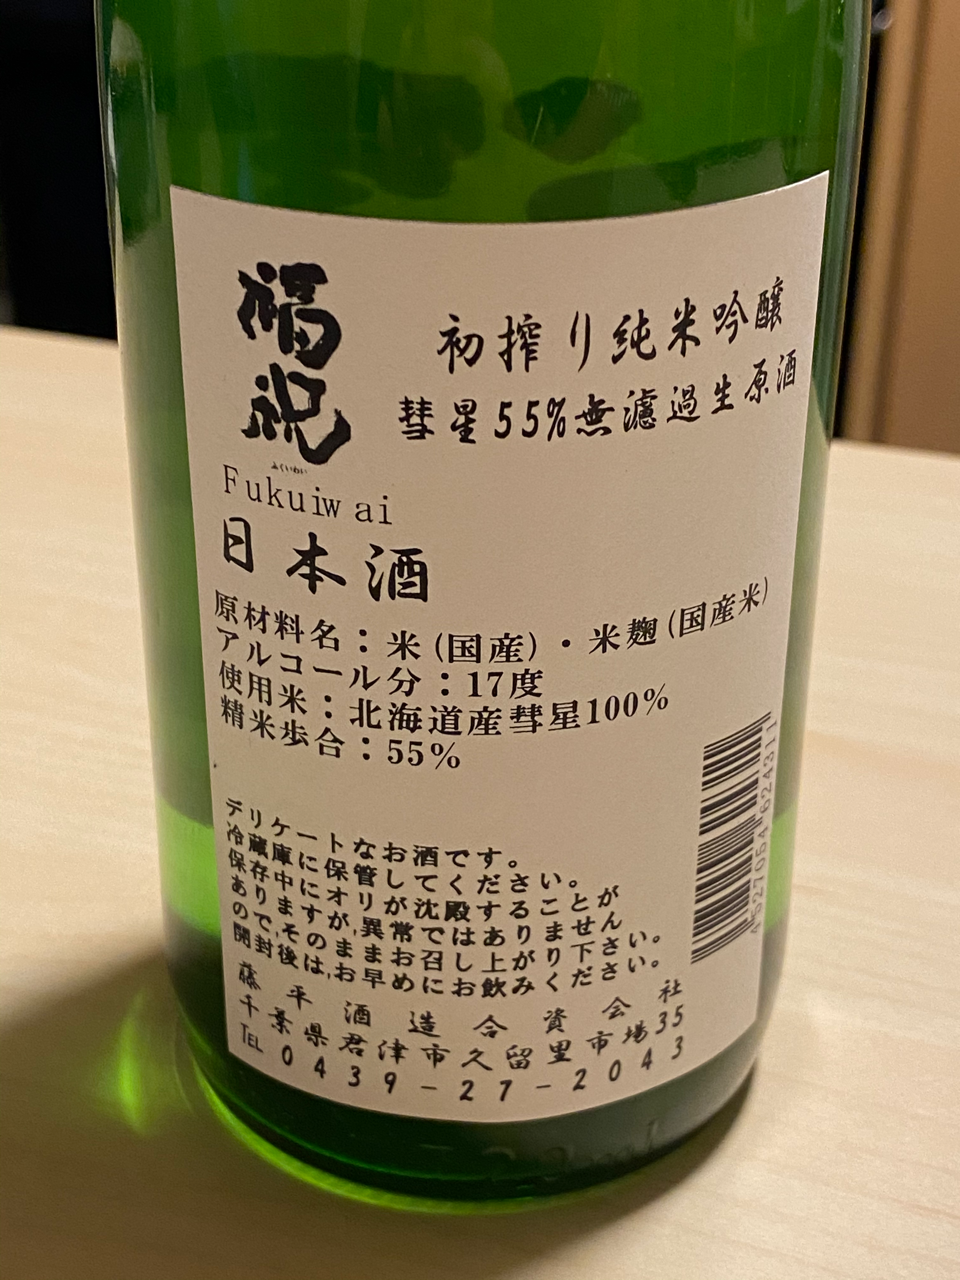 福祝
ふくいわい
Fukuiwai
初搾り純米吟醸
彗星55%無濾過生原酒
日本酒
原材料名：米(国産)・米麹(国産米)
アルコール分：17度
使用米：北海道産彗星100%
精米歩合：55%
デリケートなお酒です。
冷蔵庫に保管してください。
保存中にオリが沈殿することが
ありますが,異常ではありません
ので,そのままお召し上がり下さい。
開封後は,お早めにお飲みください。
藤平酒造合資会社
千葉県君津市久留里市場35
TEL 0439-27-2043
4527054624311